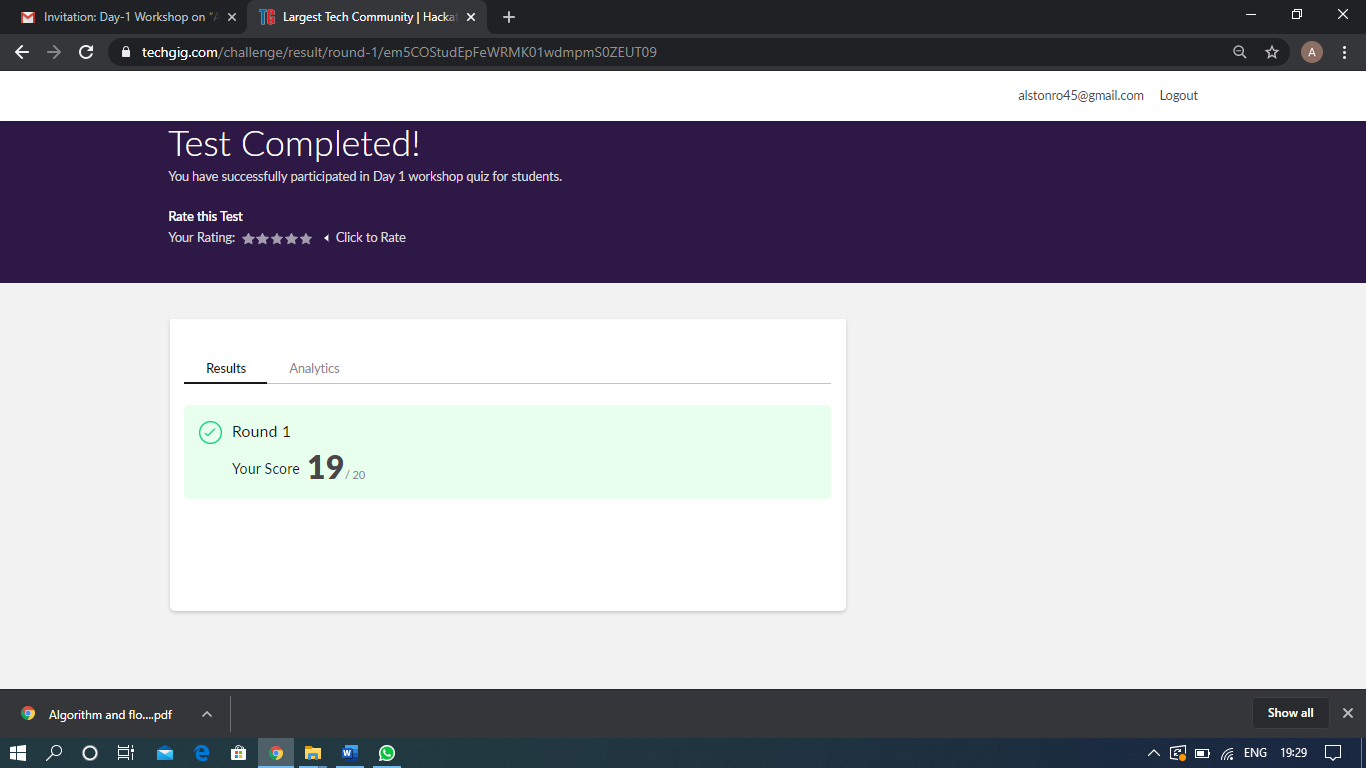 Invitation: Day-1 Workshop on "A
TG Largest Tech Community | Hackat
techgig.com/challenge/result/round-1/em5COStudEpFeWRMK01wdmpmS0ZEUT09
A
alstonro45@gmail.com Logout
Test Completed!
You have successfully participated in Day 1 workshop quiz for students.
Rate this Test
Your Rating: Click to Rate
Results Analytics
Round 1
Your Score 19 / 20
Algorithm and flo....pdf
Show all
W
ENG 19:29